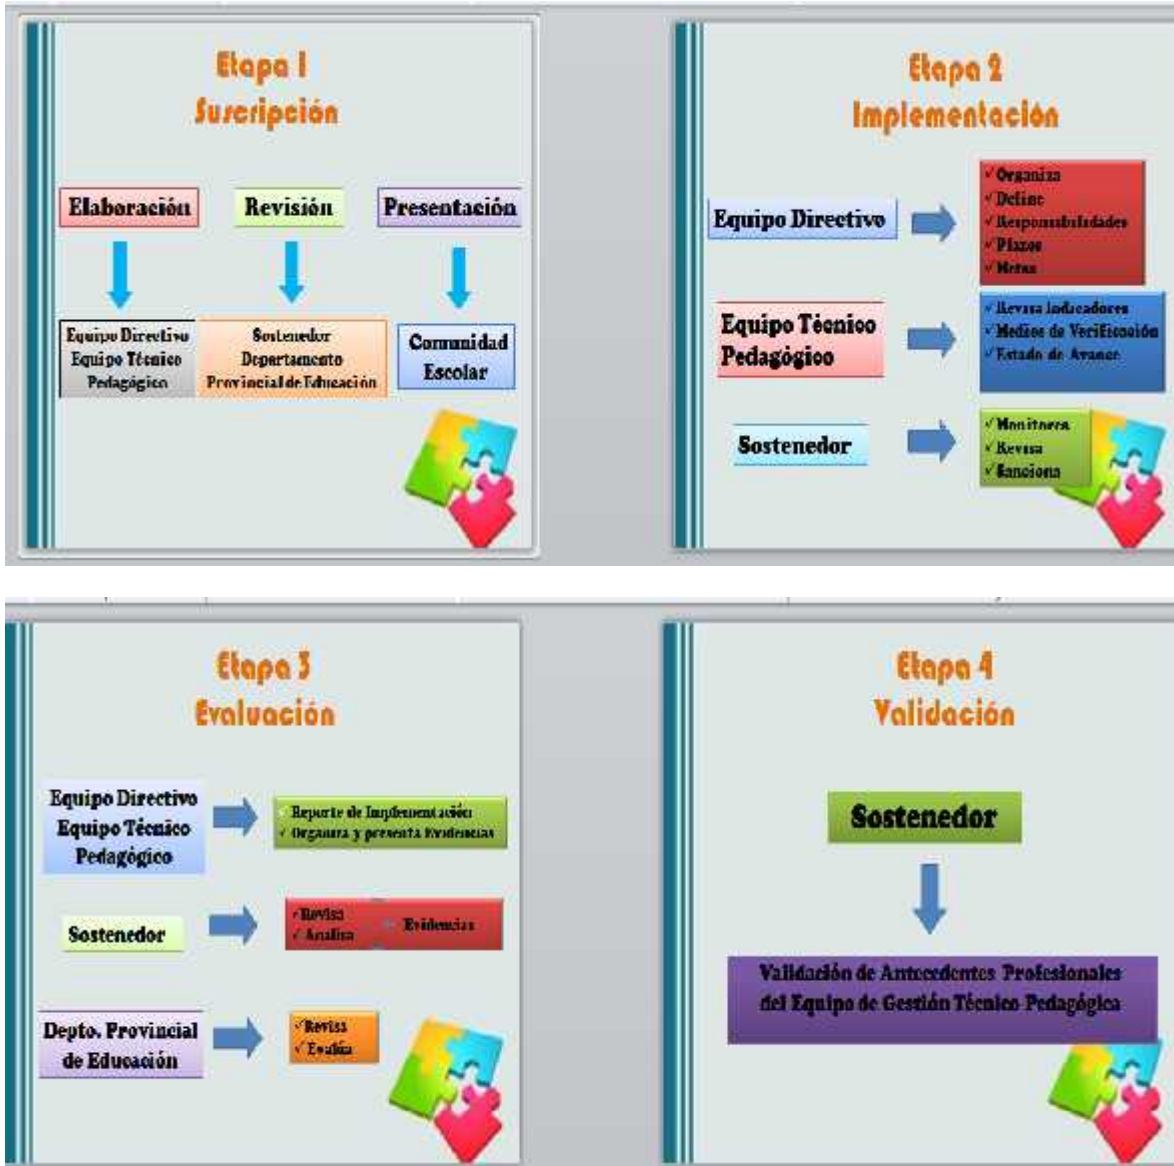 Etapa 1
Suscripción
Elaboración
Revisión
Presentación
Equipo Directivo
Equipo Técnico
Pedagógico
Sostenedor
Departamento
Provincial de Educación
Comunidad
Escolar
Etapa 2
Implementación
Equipo Directivo
✓Organiza
✓Define
✓Responsabilidades
✓Plazos
✓Metas
Equipo Técnico
Pedagógico
✓Revisa Indicadores
✓Medios de Verificación
✓Estado de Avance
Sostenedor
✓Monitorea
✓Revisa
✓Sanciona
Etapa 3
Evaluación
Equipo Directivo
Equipo Técnico
Pedagógico
✓Reporte de Implementación
✓Organiza y presenta Evidencias
Sostenedor
✓Revisa
✓Analiza
Evidencias
Depto. Provincial
de Educación
✓Revisa
✓Evalúa
Etapa 4
Validación
Sostenedor
Validación de Antecedentes Profesionales
del Equipo de Gestión Técnico Pedagógica